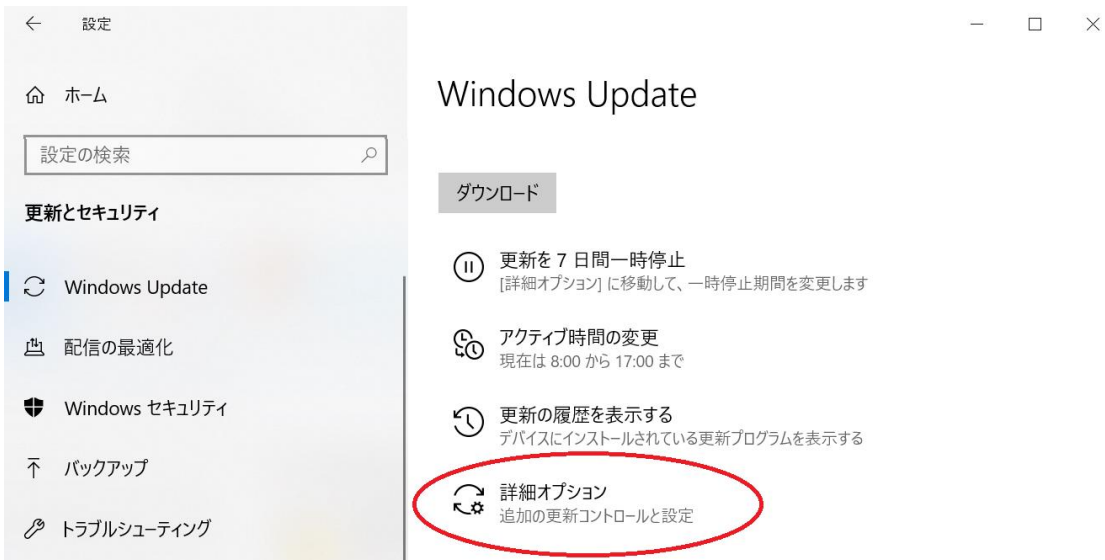 設定
ホーム
設定の検索
更新とセキュリティ
Windows Update
配信の最適化
Windows セキュリティ
バックアップ
トラブルシューティング
Windows Update
ダウンロード
更新を 7 日間一時停止
[詳細オプション] に移動して、一時停止期間を変更します
アクティブ時間の変更
現在は 8:00 から 17:00 まで
更新の履歴を表示する
デバイスにインストールされている更新プログラムを表示する
詳細オプション
追加の更新コントロールと設定